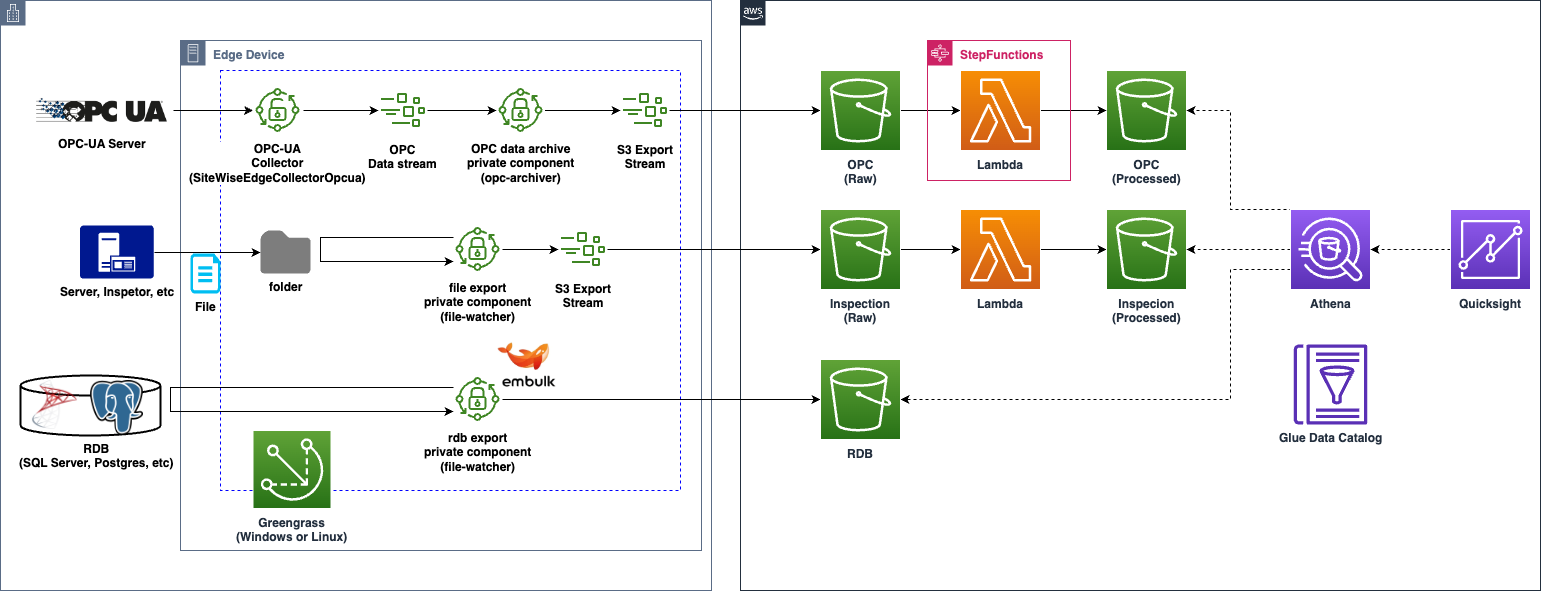 aws
Edge Device
StepFunctions
OPC UA
OPC-UA Server
OPC-UA
Collector
(SiteWiseEdgeCollectorOpcua)
OPC
Data stream
OPC data archive
private component
(opc-archiver)
S3 Export
Stream
OPC
(Raw)
Lambda
OPC
(Processed)
Server, Inspetor, etc
File
folder
file export
private component
(file-watcher)
S3 Export
Stream
Inspection
(Raw)
Lambda
Inspecion
(Processed)
Athena
Quicksight
embulk
RDB
(SQL Server, Postgres, etc)
rdb export
private component
(file-watcher)
RDB
Glue Data Catalog
Greengrass
(Windows or Linux)